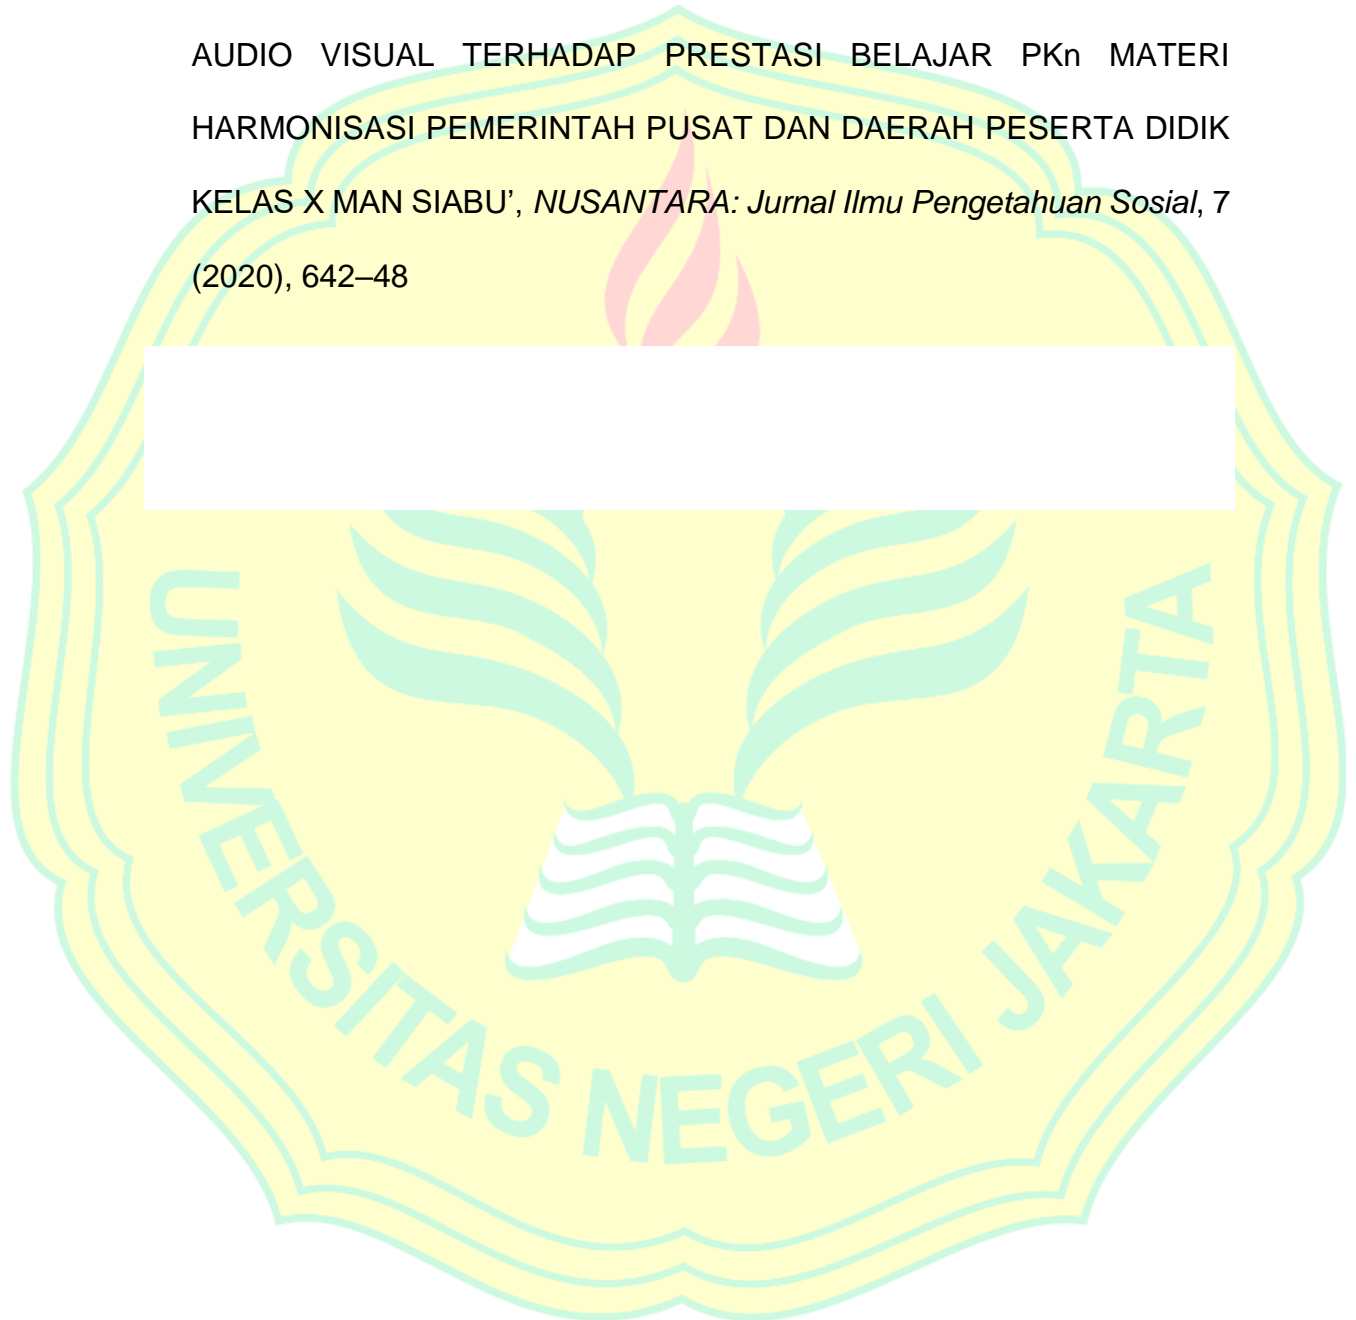 AUDIO VISUAL TERHADAP PRESTASI BELAJAR PKn MATERI
HARMONISASI PEMERINTAH PUSAT DAN DAERAH PESERTA DIDIK
KELAS X MAN SIABU’, NUSANTARA: Jurnal Ilmu Pengetahuan Sosial, 7
(2020), 642–48
UNIVERSITAS NEGERI JAKARTA